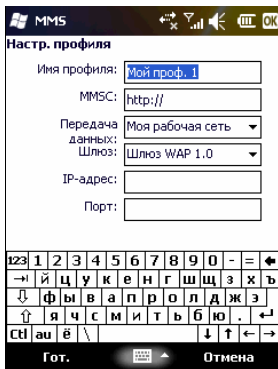 MMS OK
Настр. профиля
Имя профиля: Мой проф. 1
MMSC: http://
Передача данных: Моя рабочая сеть
Шлюз: Шлюз WAP 1.0
IP-адрес:
Порт:
123 1 2 3 4 5 6 7 8 9 0 - =
й ц у к е н г ш щ з х ъ
ф ы в а п р о л д ж э
я ч с м и т ь б ю .
Ctl au ё \
Гот. Отмена